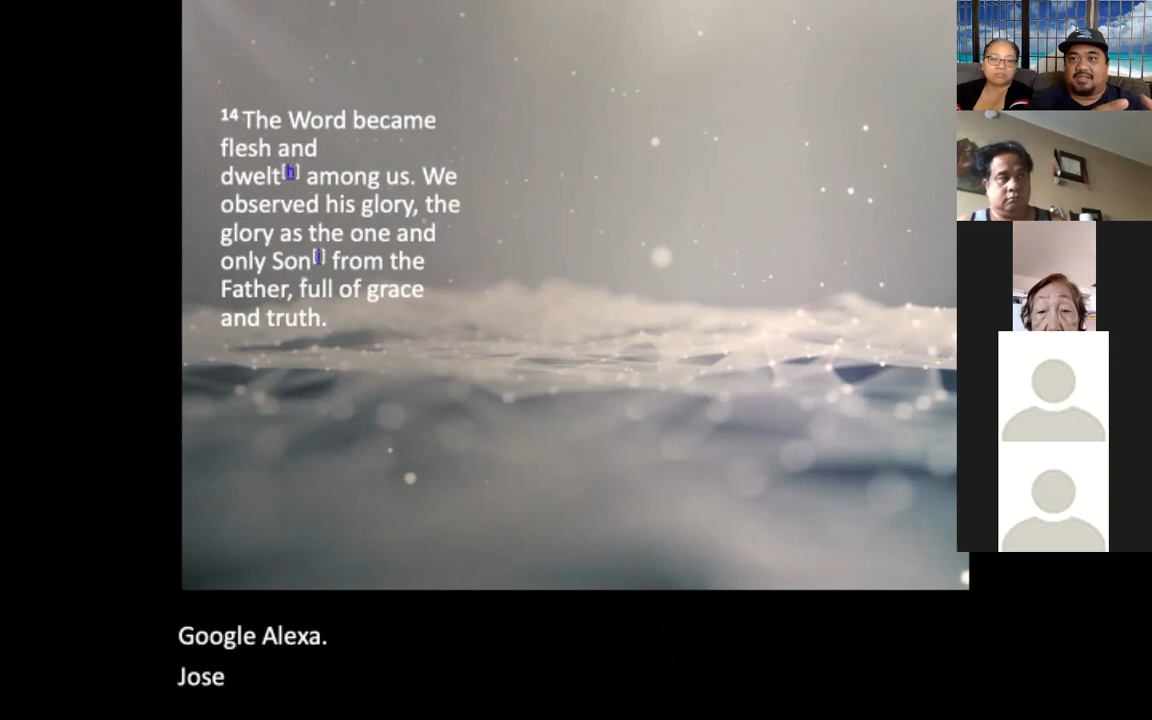 14 The Word became
flesh and
dwelt[h] among us. We
observed his glory, the
glory as the one and
only Son[i] from the
Father, full of grace
and truth.
Google Alexa.
Jose